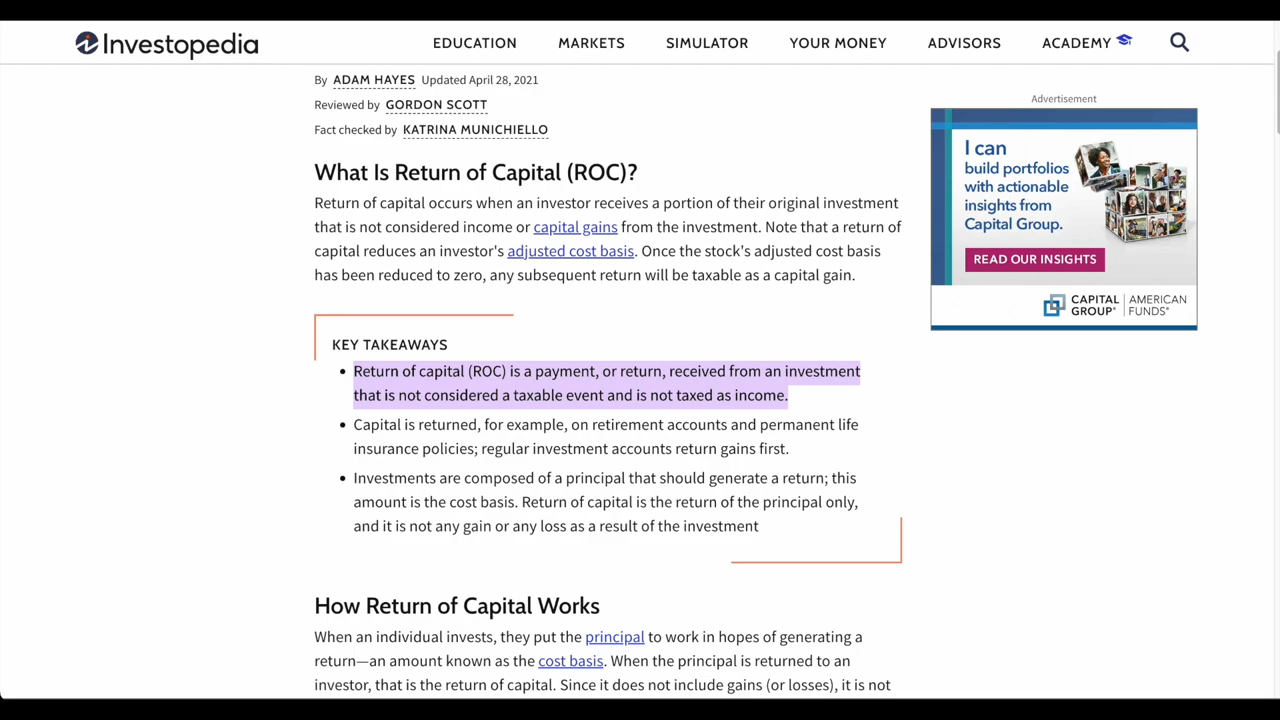 Investopedia
EDUCATION MARKETS SIMULATOR YOUR MONEY ADVISORS ACADEMY
By ADAM HAYES Updated April 28, 2021
Reviewed by GORDON SCOTT
Fact checked by KATRINA MUNICHIELLO
What Is Return of Capital (ROC)?
Return of capital occurs when an investor receives a portion of their original investment
that is not considered income or capital gains from the investment. Note that a return of
capital reduces an investor's adjusted cost basis. Once the stock's adjusted cost basis
has been reduced to zero, any subsequent return will be taxable as a capital gain.
KEY TAKEAWAYS
• Return of capital (ROC) is a payment, or return, received from an investment
that is not considered a taxable event and is not taxed as income.
• Capital is returned, for example, on retirement accounts and permanent life
insurance policies; regular investment accounts return gains first.
• Investments are composed of a principal that should generate a return; this
amount is the cost basis. Return of capital is the return of the principal only,
and it is not any gain or any loss as a result of the investment
How Return of Capital Works
When an individual invests, they put the principal to work in hopes of generating a
return—an amount known as the cost basis. When the principal is returned to an
investor, that is the return of capital. Since it does not include gains (or losses), it is not
Advertisement
I can
build portfolios
with actionable
insights from
Capital Group.
READ OUR INSIGHTS
CAPITAL GROUP® | AMERICAN FUNDS®